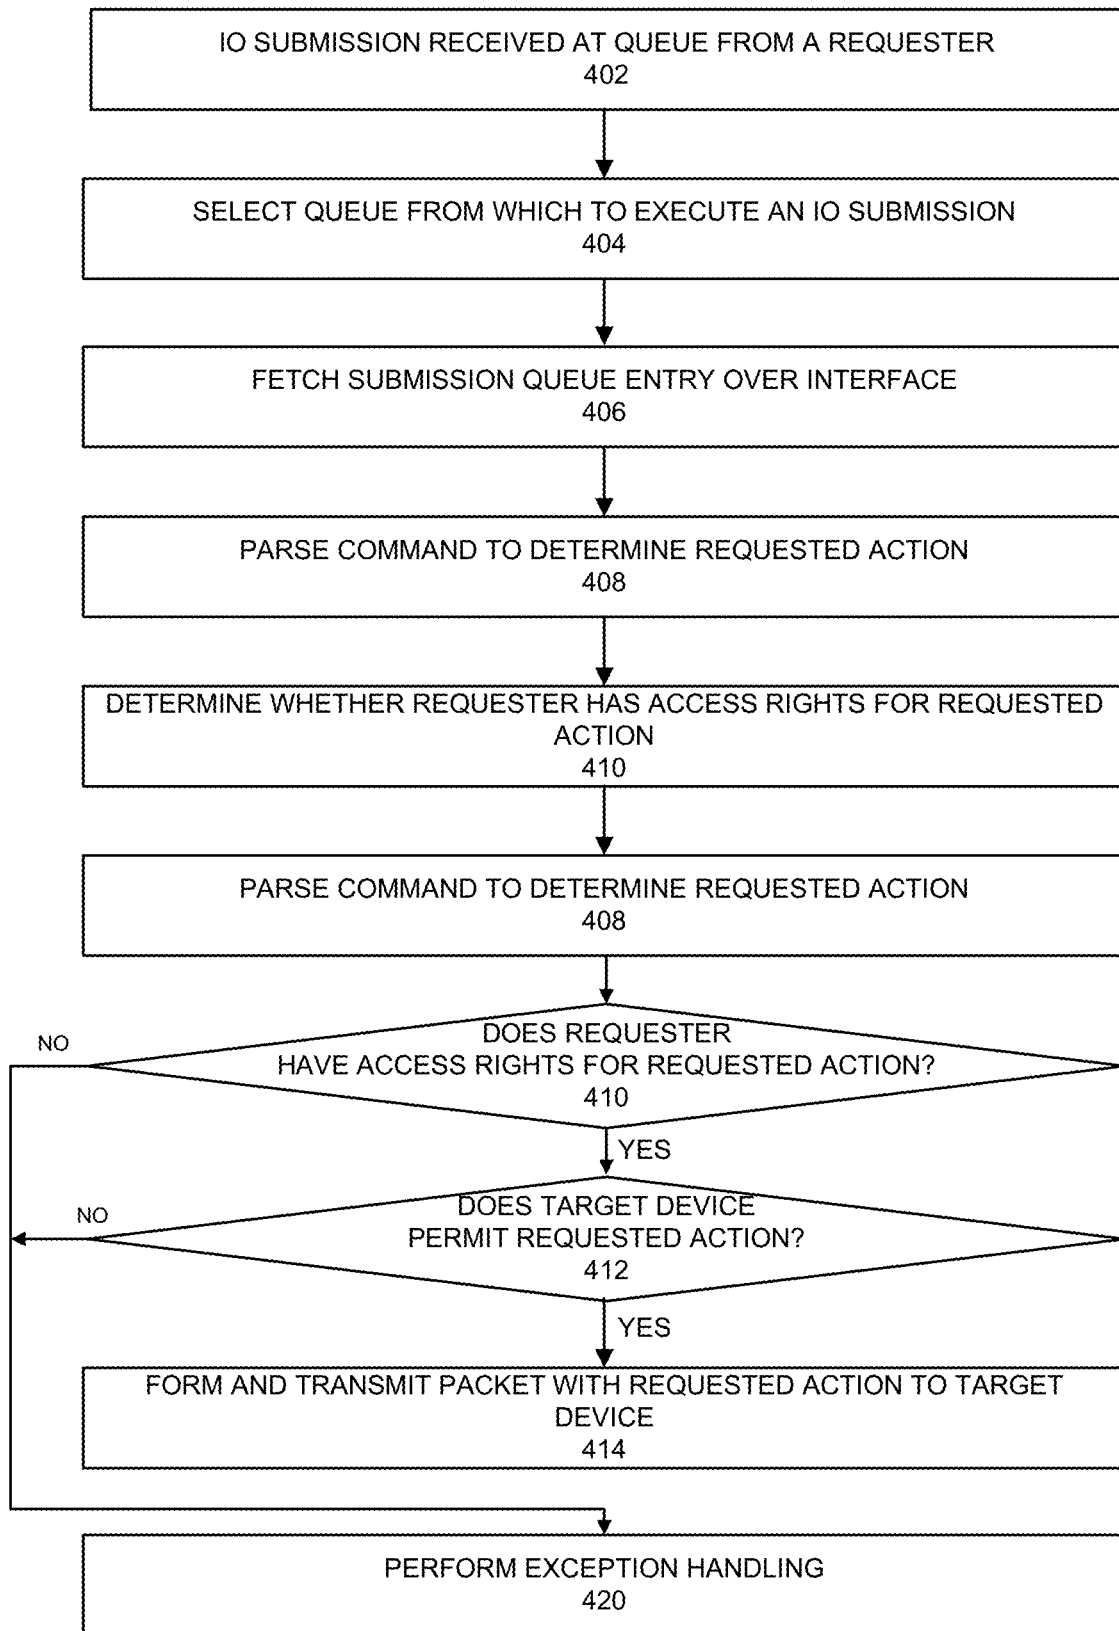 IO SUBMISSION RECEIVED AT QUEUE FROM A REQUESTER
402
SELECT QUEUE FROM WHICH TO EXECUTE AN IO SUBMISSION
404
FETCH SUBMISSION QUEUE ENTRY OVER INTERFACE
406
PARSE COMMAND TO DETERMINE REQUESTED ACTION
408
DETERMINE WHETHER REQUESTER HAS ACCESS RIGHTS FOR REQUESTED
ACTION
410
PARSE COMMAND TO DETERMINE REQUESTED ACTION
408
NO
DOES REQUESTER
HAVE ACCESS RIGHTS FOR REQUESTED ACTION?
410
YES
NO
DOES TARGET DEVICE
PERMIT REQUESTED ACTION?
412
YES
FORM AND TRANSMIT PACKET WITH REQUESTED ACTION TO TARGET
DEVICE
414
PERFORM EXCEPTION HANDLING
420